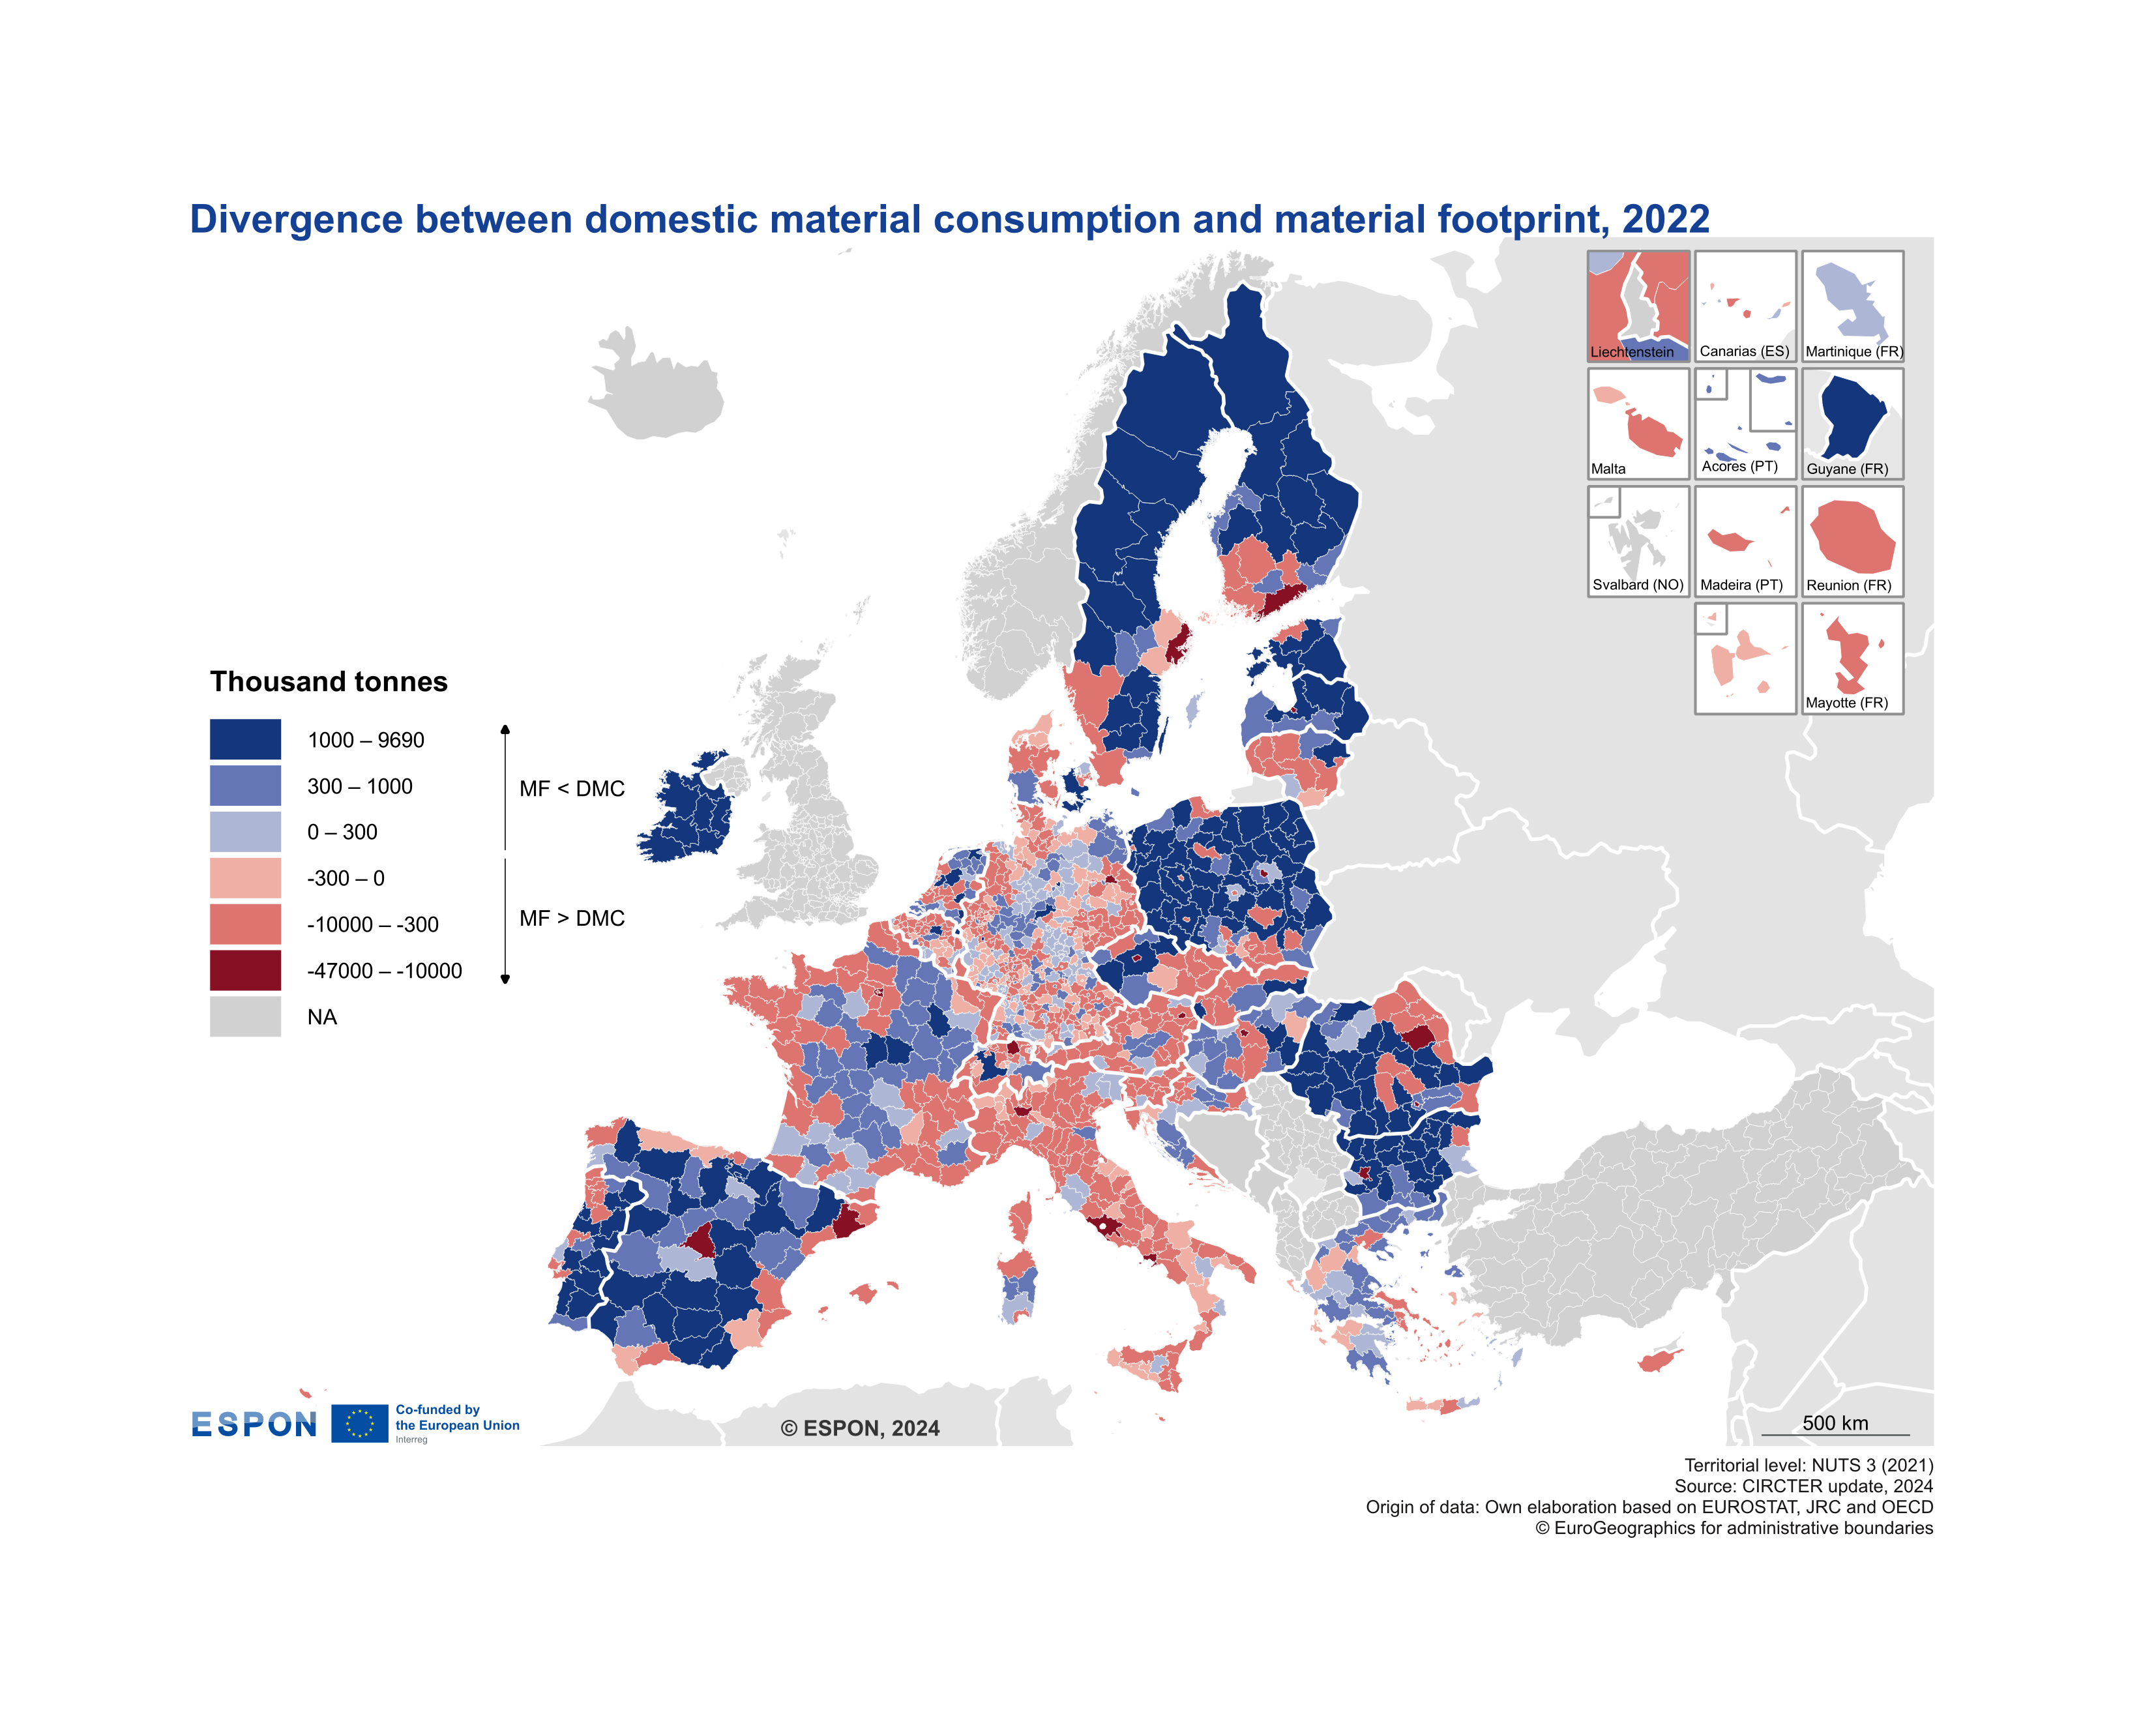 Divergence between domestic material consumption and material footprint, 2022
Liechtenstein
Canarias (ES)
Martinique (FR)
Malta
Acores (PT)
Guyane (FR)
Svalbard (NO)
Madeira (PT)
Reunion (FR)
Mayotte (FR)
Thousand tonnes
1000 – 9690
300 – 1000
0 – 300
-300 – 0
-10000 – -300
-47000 – -10000
NA
MF < DMC
MF > DMC
ESPON
Co-funded by
the European Union
Interreg
© ESPON, 2024
500 km
Territorial level: NUTS 3 (2021)
Source: CIRCTER update, 2024
Origin of data: Own elaboration based on EUROSTAT, JRC and OECD
© EuroGeographics for administrative boundaries